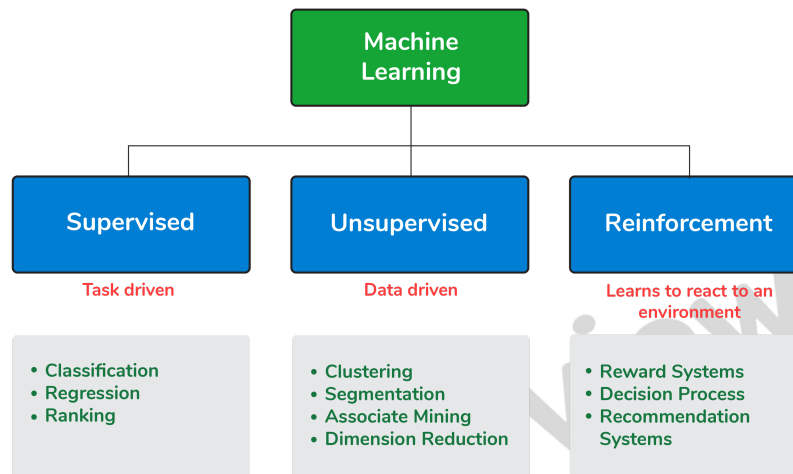 Machine
Learning
Supervised
Unsupervised
Reinforcement
Task driven
Data driven
Learns to react to an
environment
• Classification
• Regression
• Ranking
• Clustering
• Segmentation
• Associate Mining
• Dimension Reduction
• Reward Systems
• Decision Process
• Recommendation
Systems